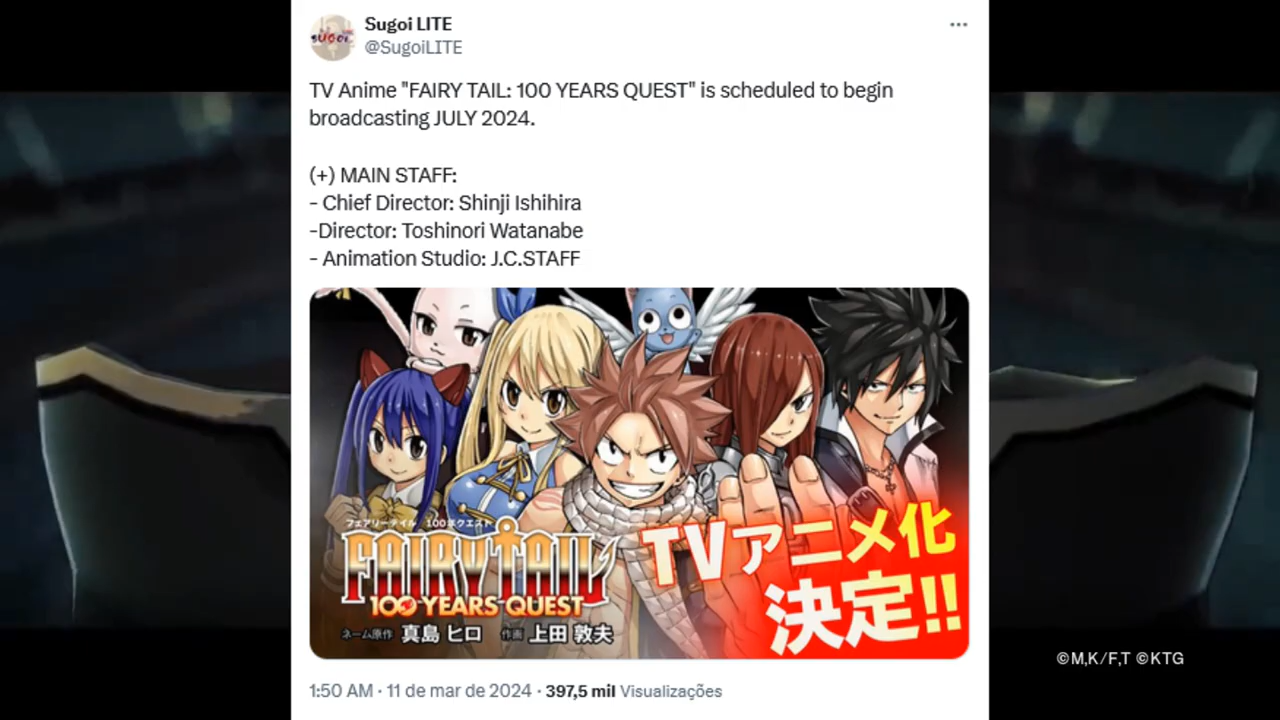 Sugoi LITE
@SugoiLITE
TV Anime "FAIRY TAIL: 100 YEARS QUEST" is scheduled to begin
broadcasting JULY 2024.
(+) MAIN STAFF:
- Chief Director: Shinji Ishihira
-Director: Toshinori Watanabe
- Animation Studio: J.C.STAFF
フェアリーテイル 100年クエスト
FAIRY TAIL
100 YEARS QUEST
ネーム原作 真島ヒロ 作画 上田敦夫
TVアニメ化
決定!!
1:50 AM · 11 de mar de 2024 · 397,5 mil Visualizações
©M,K/F,T ©KTG